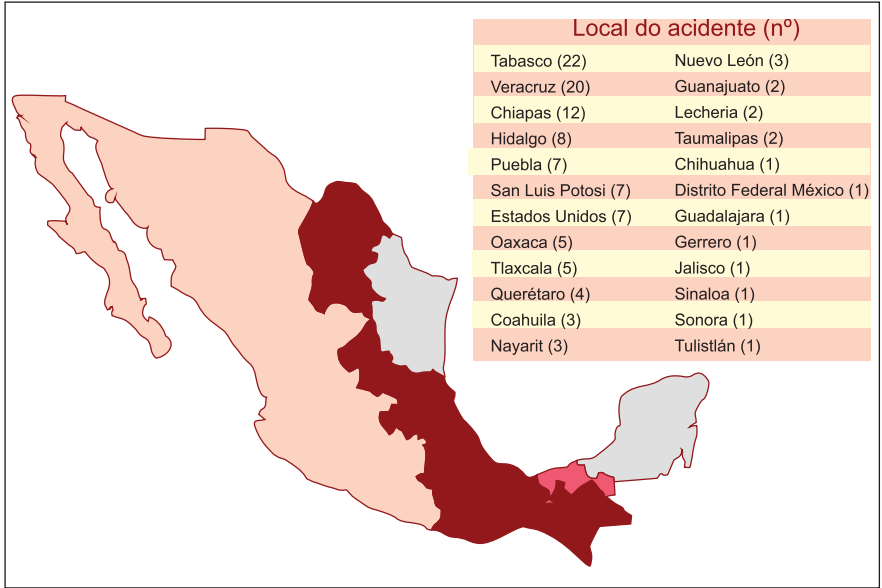 Local do acidente (nº)
Tabasco (22)
Veracruz (20)
Chiapas (12)
Hidalgo (8)
Puebla (7)
San Luis Potosi (7)
Estados Unidos (7)
Oaxaca (5)
Tlaxcala (5)
Querétaro (4)
Coahuila (3)
Nayarit (3)
Nuevo León (3)
Guanajuato (2)
Lecheria (2)
Taumalipas (2)
Chihuahua (1)
Distrito Federal México (1)
Guadalajara (1)
Gerrero (1)
Jalisco (1)
Sinaloa (1)
Sonora (1)
Tulistlán (1)